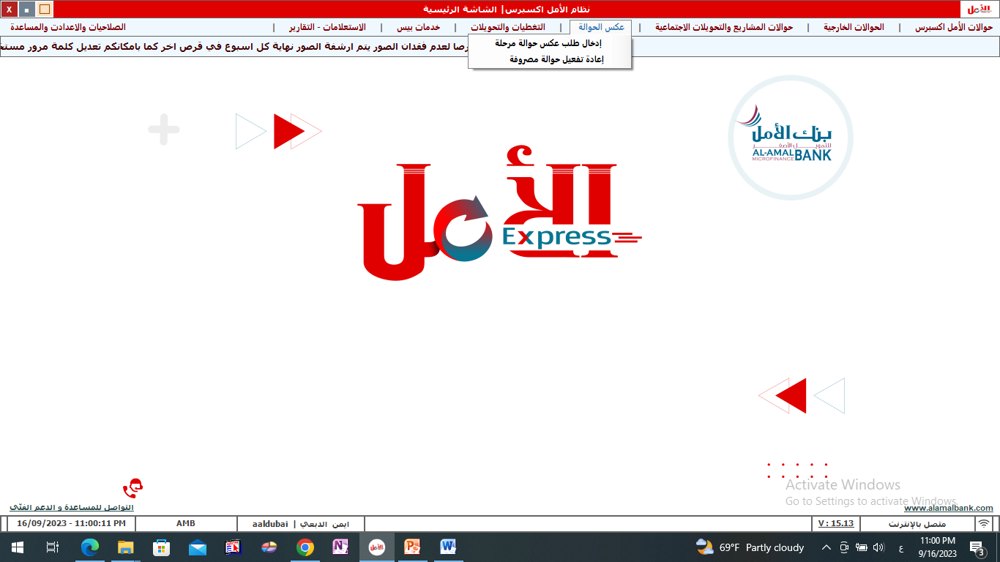 نظام الأمل اكسبرس| الشاشة الرئيسية
X
الأمل
حوالات الأمل اكسبرس | الحوالات الخارجية | حوالات المشاريع والتحويلات الاجتماعية | عكس الحوالة | التغطيات والتحويلات | خدمات بيس | الاستعلامات - التقارير | الصلاحيات والاعدادت والمساعدة
لعدم فقدان الصور يتم ارشفة الصور نهاية كل اسبوع في قرص اخر كما بامكانكم تعديل كلمة مرور
إدخال طلب عكس حوالة مرحلة
إعادة تفعيل حوالة مصروفة
بنك الأمل
للتمويل الأصغر
AL-AMAL BANK
MICROFINANCE
الأمل
Express
التواصل للمساعدة و الدعم الفنّي
Activate Windows
Go to Settings to activate Windows.
www.alamalbank.com
16/09/2023 - 11:00:11 PM
AMB
aaldubai | ايمن الدبعي
V : 15.13
متصل بالإنترنت
الأمل
69°F Partly cloudy
ع
11:00 PM
9/16/2023
3